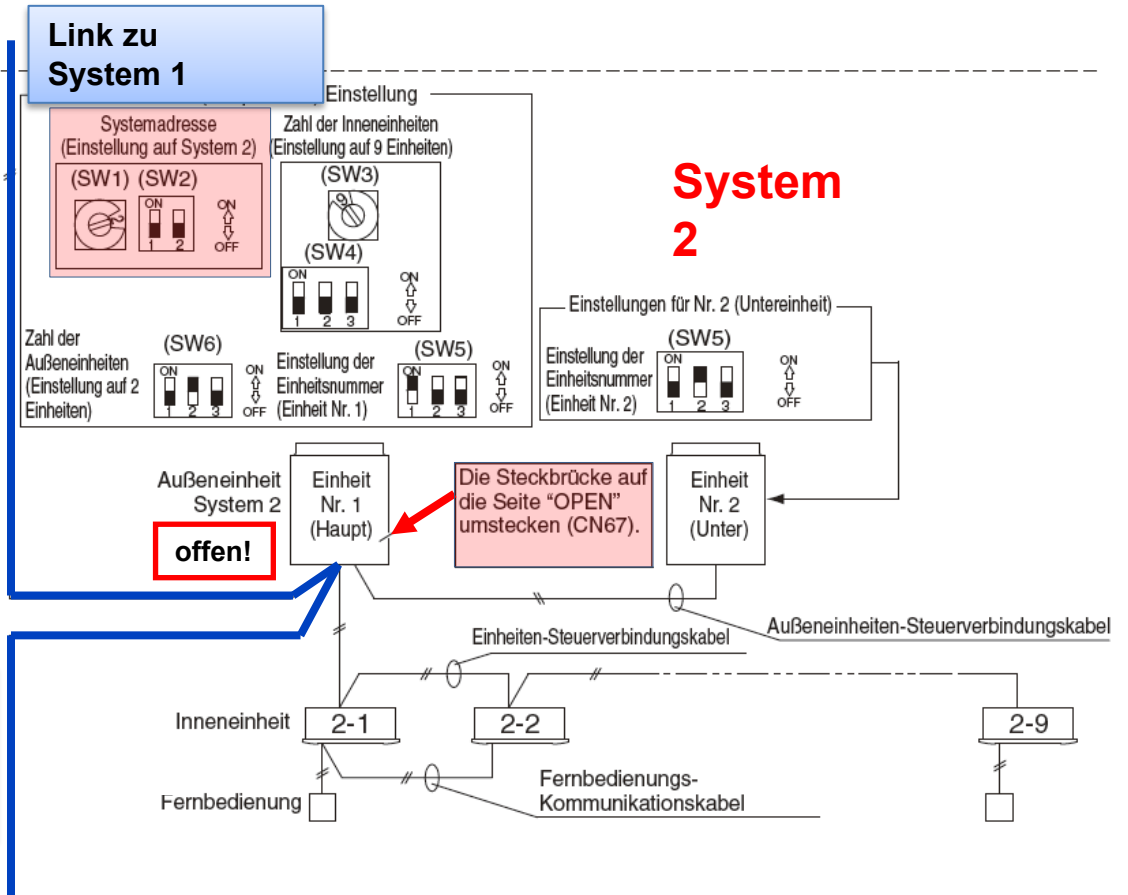 Link zu
System 1
Einstellung
Systemadresse
(Einstellung auf System 2)
(SW1) (SW2)
2
ON
1 2
ON
OFF
Zahl der Inneneinheiten
(Einstellung auf 9 Einheiten)
(SW3)
9
(SW4)
ON
1 2 3
ON
OFF
System
2
Zahl der
Außeneinheiten
(Einstellung auf 2
Einheiten)
(SW6)
ON
1 2 3
ON
OFF
Einstellung der
Einheitsnummer
(Einheit Nr. 1)
(SW5)
ON
1 2 3
ON
OFF
Einstellungen für Nr. 2 (Untereinheit)
(SW5)
Einstellung der
Einheitsnummer
(Einheit Nr. 2)
ON
1 2 3
ON
OFF
Außeneinheit
System 2
offen!
Einheit
Nr. 1
(Haupt)
Die Steckbrücke auf
die Seite “OPEN”
umstecken (CN67).
Einheit
Nr. 2
(Unter)
Außeneinheiten-Steuerverbindungskabel
Einheiten-Steuerverbindungskabel
Inneneinheit
2-1
2-2
2-9
Fernbedienung
Fernbedienungs-
Kommunikationskabel